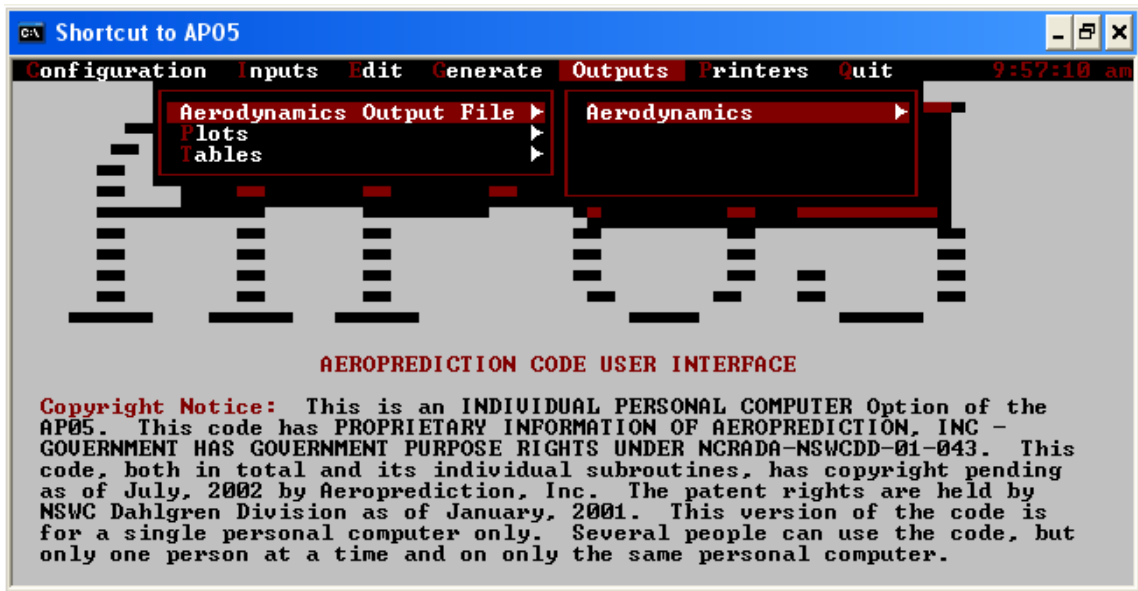 Shortcut to AP05
Configuration Inputs Edit Generate Outputs Printers Quit 9:57:10 am
Aerodynamics Output File
Plots
Tables
Aerodynamics
AEROPREDICTION CODE USER INTERFACE
Copyright Notice: This is an INDIVIDUAL PERSONAL COMPUTER Option of the
AP05. This code has PROPRIETARY INFORMATION OF AEROPREDICTION, INC -
GOVERNMENT HAS GOVERNMENT PURPOSE RIGHTS UNDER NCRADA-NSWCDD-01-043. This
code, both in total and its individual subroutines, has copyright pending
as of July, 2002 by Aeroprediction, Inc. The patent rights are held by
NSWC Dahlgren Division as of January, 2001. This version of the code is
for a single personal computer only. Several people can use the code, but
only one person at a time and on only the same personal computer.